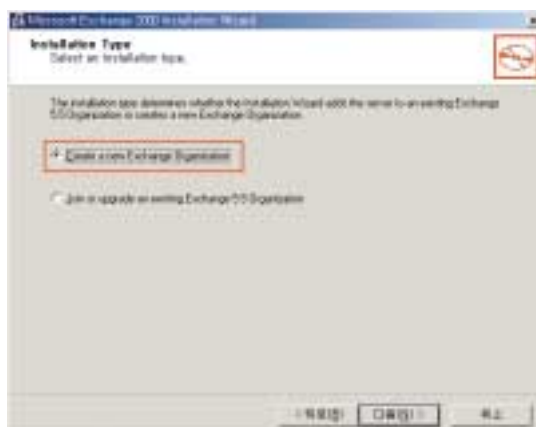 Microsoft Exchange 2000 Installation Wizard
Installation Type
Select an installation type.
The installation type determines whether the Installation Wizard adds the server to an existing Exchange
5.5 Organization or creates a new Exchange Organization.
Create a new Exchange Organization
Join or upgrade an existing Exchange 5.5 Organization
< 뒤로(B)
다음(N) >
취소